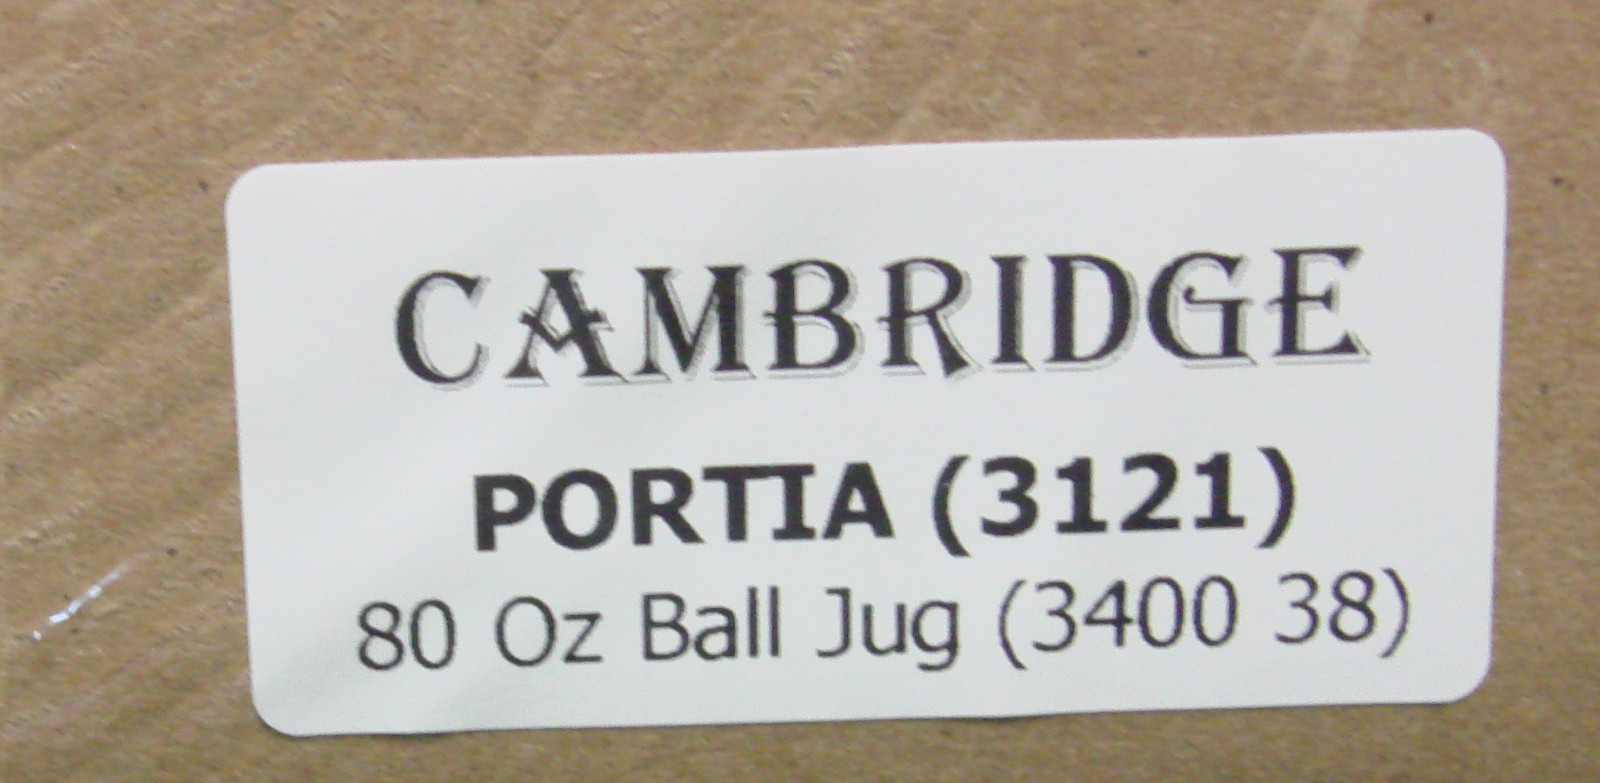 CAMBRIDGE
PORTIA (3121)
80 Oz Ball Jug (3400 38)